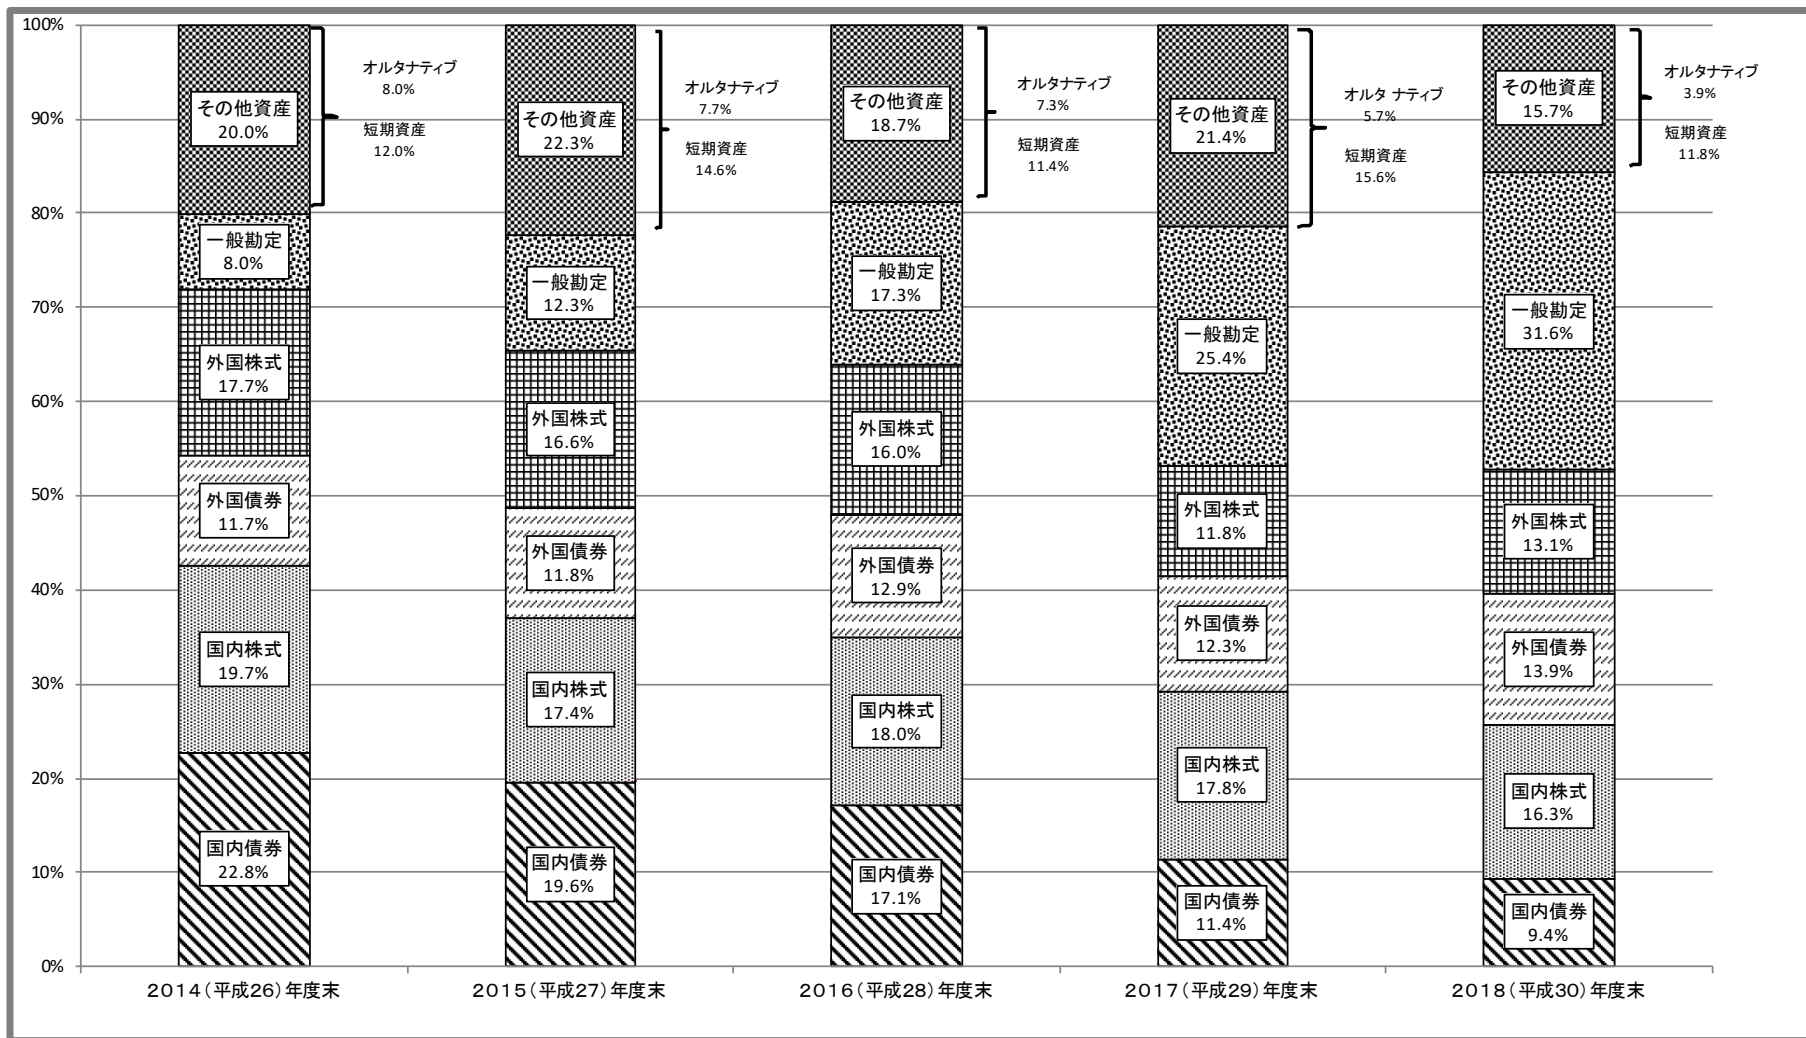 100%
90%
80%
70%
60%
50%
40%
30%
20%
10%
0%
その他資産
20.0%
一般勘定
8.0%
外国株式
17.7%
外国債券
11.7%
国内株式
19.7%
国内債券
22.8%
オルタナティブ
8.0%
短期資産
12.0%
その他資産
22.3%
一般勘定
12.3%
外国株式
16.6%
外国債券
11.8%
国内株式
17.4%
国内債券
19.6%
オルタナティブ
7.7%
短期資産
14.6%
その他資産
18.7%
一般勘定
17.3%
外国株式
16.0%
外国債券
12.9%
国内株式
18.0%
国内債券
17.1%
オルタナティブ
7.3%
短期資産
11.4%
その他資産
21.4%
一般勘定
25.4%
外国株式
11.8%
外国債券
12.3%
国内株式
17.8%
国内債券
11.4%
オルタ ナティブ
5.7%
短期資産
15.6%
その他資産
15.7%
一般勘定
31.6%
外国株式
13.1%
外国債券
13.9%
国内株式
16.3%
国内債券
9.4%
オルタナティブ
3.9%
短期資産
11.8%
2014(平成26)年度末
2015(平成27)年度末
2016(平成28)年度末
2017(平成29)年度末
2018(平成30)年度末